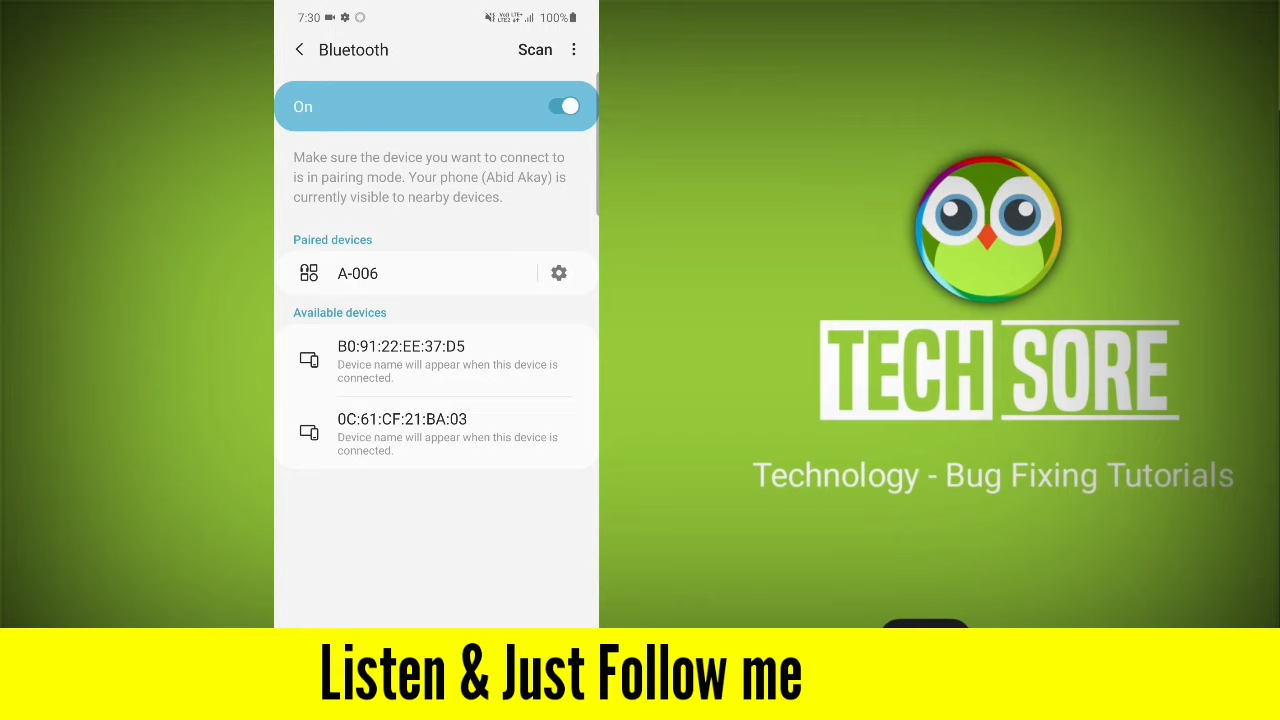 7:30
100%
Bluetooth
Scan
On
Make sure the device you want to connect to
is in pairing mode. Your phone (Abid Akay) is
currently visible to nearby devices.
Paired devices
A-006
Available devices
B0:91:22:EE:37:D5
Device name will appear when this device is
connected.
0C:61:CF:21:BA:03
Device name will appear when this device is
connected.
TECH SORE
Technology - Bug Fixing Tutorials
Listen & Just Follow me